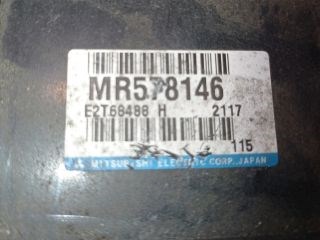 MR578146
E2T68488 H 2117
115
MITSUBISHI ELECTRIC CORP. JAPAN